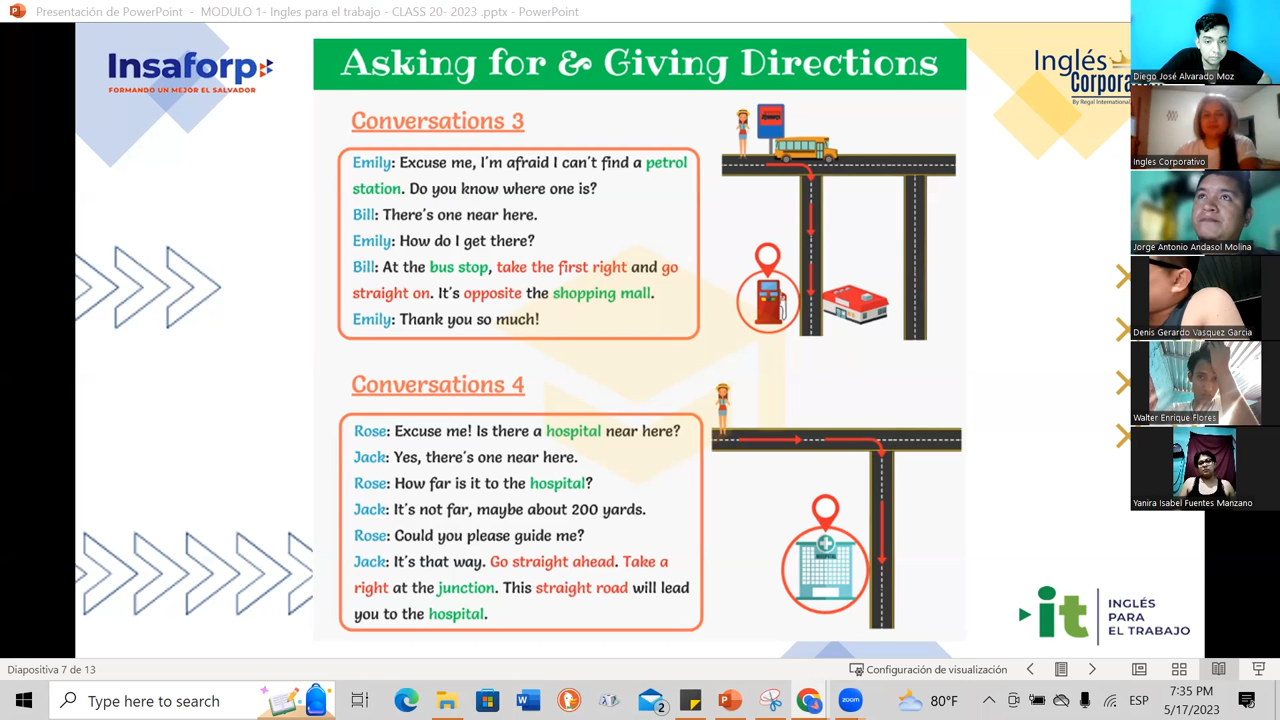 Presentación de PowerPoint - MODULO 1- Ingles para el trabajo - CLASS 20- 2023 .pptx - PowerPoint
Insaforp
FORMANDO UN MEJOR EL SALVADOR
Asking for & Giving Directions
Inglés
By Regal International
Conversations 3
Emily: Excuse me, I'm afraid I can't find a petrol
station. Do you know where one is?
Bill: There's one near here.
Emily: How do I get there?
Bill: At the bus stop, take the first right and go
straight on. It's opposite the shopping mall.
Emily: Thank you so much!
Conversations 4
Rose: Excuse me! Is there a hospital near here?
Jack: Yes, there's one near here.
Rose: How far is it to the hospital?
Jack: It's not far, maybe about 200 yards.
Rose: Could you please guide me?
Jack: It's that way. Go straight ahead. Take a
right at the junction. This straight road will lead
you to the hospital.
HOSPITAL
it
INGLÉS
PARA
EL TRABAJO
Diego José Alvarado Moz
Ingles Corporativo
Jorge Antonio Andasol Molina
Denis Gerardo Vasquez Garcia
Walter Enrique Flores
Yanira Isabel Fuentes Manzano
Diapositiva 7 de 13
Configuración de visualización
Type here to search
2
80°F
ESP
7:35 PM
5/17/2023